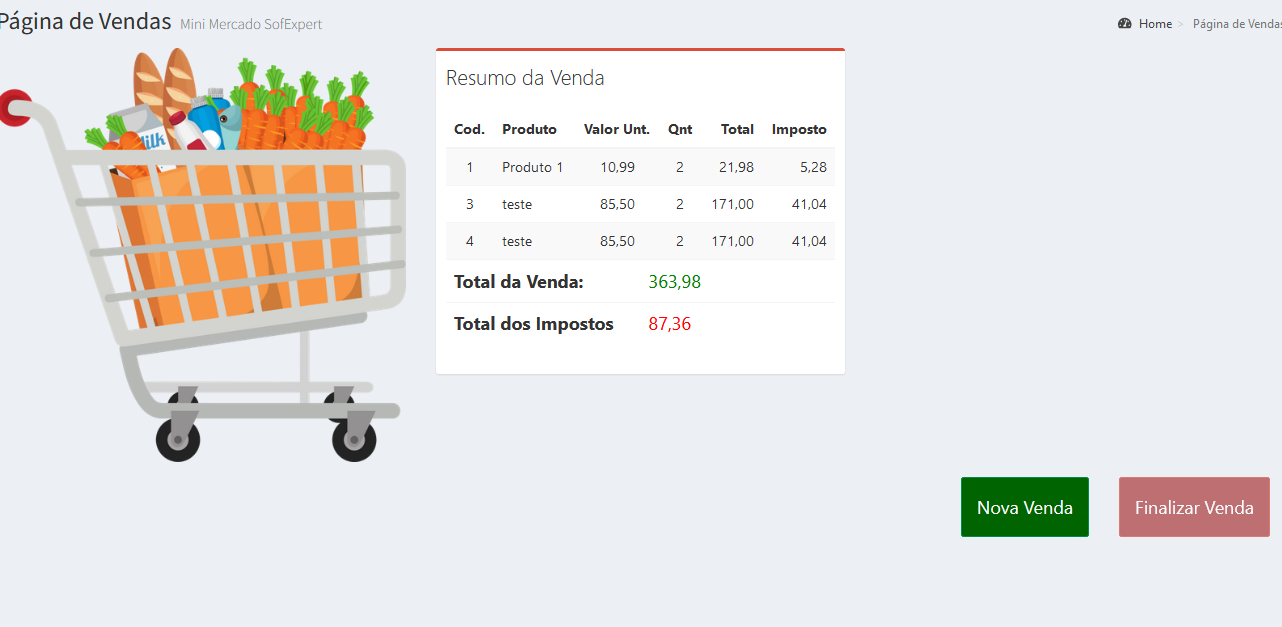 Página de Vendas Mini Mercado SofExpert
Home > Página de Vendas
Resumo da Venda
Cod. Produto Valor Unt. Qnt Total Imposto
1 Produto 1 10,99 2 21,98 5,28
3 teste 85,50 2 171,00 41,04
4 teste 85,50 2 171,00 41,04
Total da Venda: 363,98
Total dos Impostos 87,36
Nova Venda
Finalizar Venda